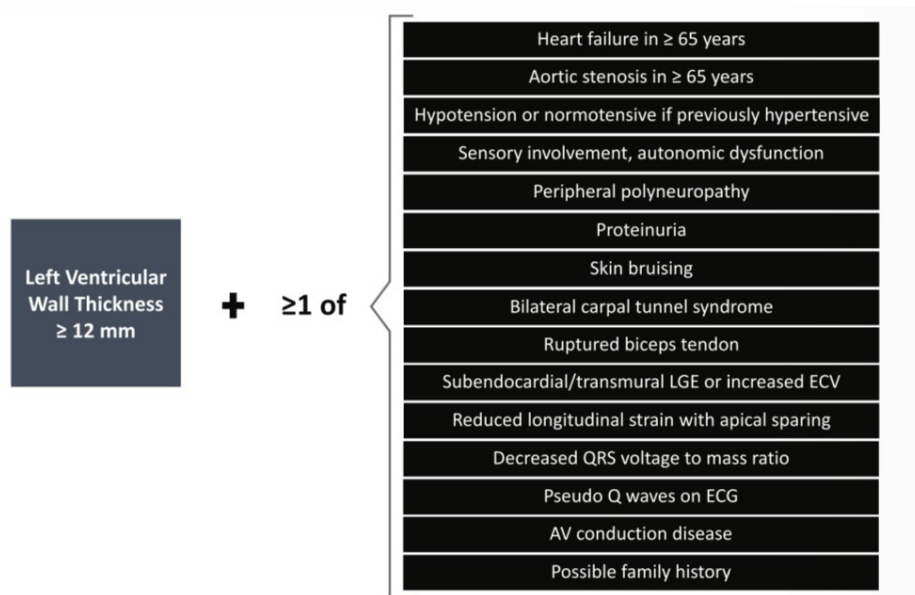 Left Ventricular
Wall Thickness
≥ 12 mm
+
≥1 of
Heart failure in ≥ 65 years
Aortic stenosis in ≥ 65 years
Hypotension or normotensive if previously hypertensive
Sensory involvement, autonomic dysfunction
Peripheral polyneuropathy
Proteinuria
Skin bruising
Bilateral carpal tunnel syndrome
Ruptured biceps tendon
Subendocardial/transmural LGE or increased ECV
Reduced longitudinal strain with apical sparing
Decreased QRS voltage to mass ratio
Pseudo Q waves on ECG
AV conduction disease
Possible family history